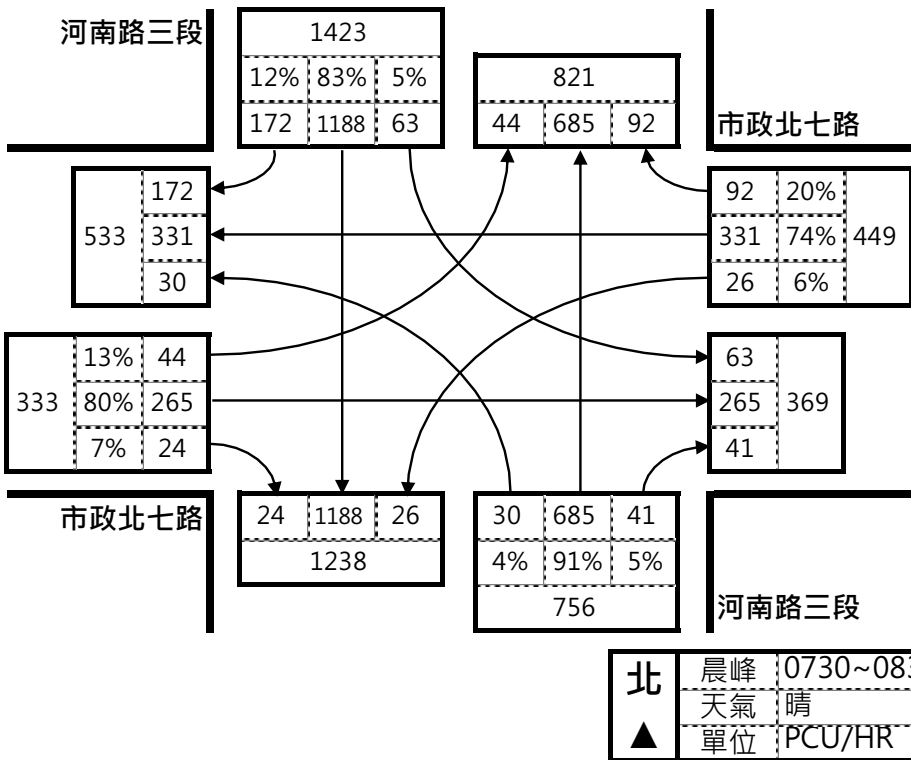 河南路三段
1423
12% 83% 5%
172 1188 63
821
44 685 92
市政北七路
533
172
331
30
92 20%
331 74%
26 6%
449
333
13% 44
80% 265
7% 24
63
265
41
369
市政北七路
24 1188 26
1238
30 685 41
4% 91% 5%
756
河南路三段
北
▲
晨峰 0730~083
天氣 晴
單位 PCU/HR